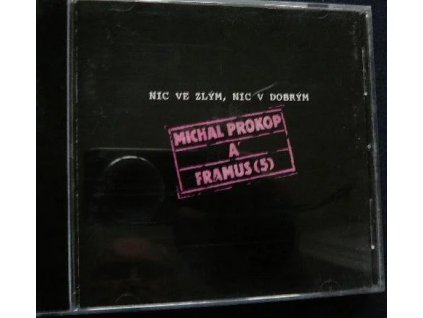 NIC VE ZLÝM, NIC V DOBRÝM
MICHAL PROKOP
A
FRAMUS (5)